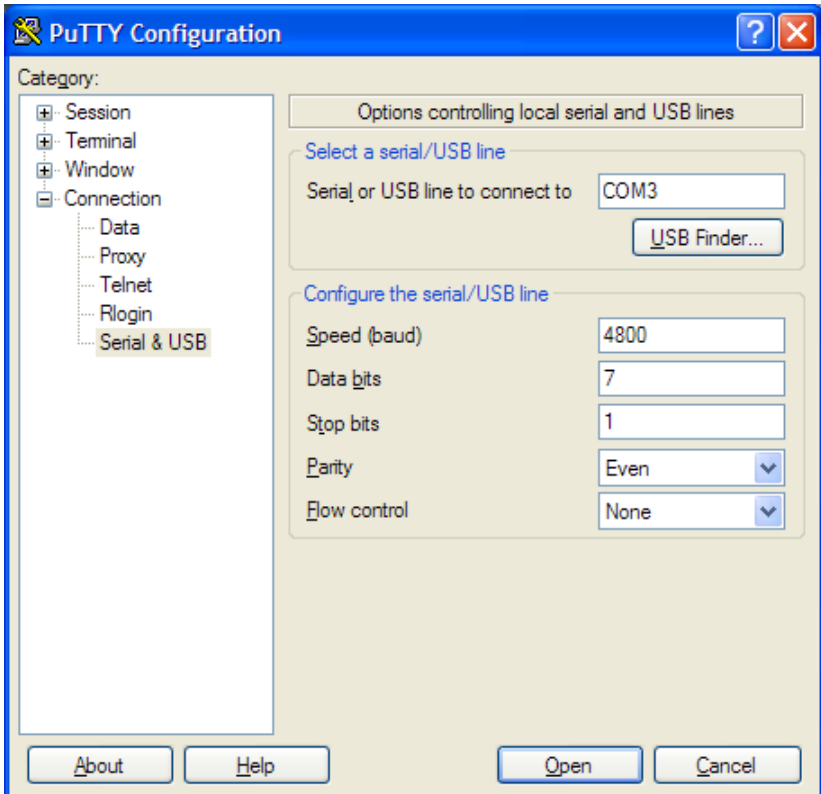 PuTTY Configuration
Category:
Session
Terminal
Window
Connection
Data
Proxy
Telnet
Rlogin
Serial & USB
Options controlling local serial and USB lines
Select a serial/USB line
Serial or USB line to connect to COM3
USB Finder...
Configure the serial/USB line
Speed (baud) 4800
Data bits 7
Stop bits 1
Parity Even
Flow control None
About Help Open Cancel